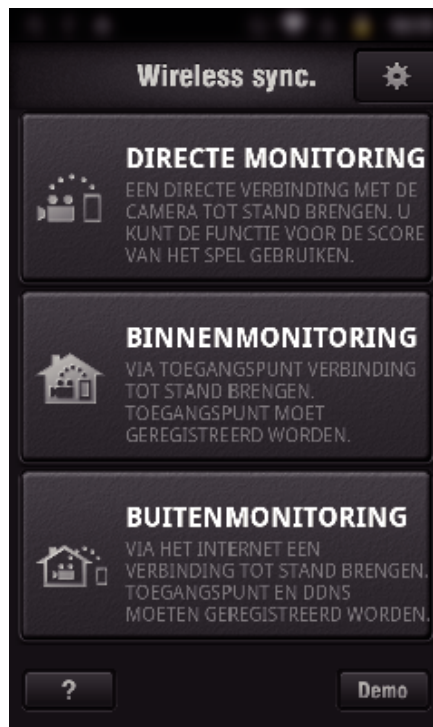 Wireless sync.
DIRECTE MONITORING
EEN DIRECTE VERBINDING MET DE
CAMERA TOT STAND BRENGEN. U
KUNT DE FUNCTIE VOOR DE SCORE
VAN HET SPEL GEBRUIKEN.
BINNENMONITORING
VIA TOEGANGSPUNT VERBINDING
TOT STAND BRENGEN.
TOEGANGSPUNT MOET
GEREGISTREERD WORDEN.
BUITENMONITORING
VIA HET INTERNET EEN
VERBINDING TOT STAND BRENGEN.
TOEGANGSPUNT EN DDNS
MOETEN GEREGISTREERD WORDEN.
? Demo